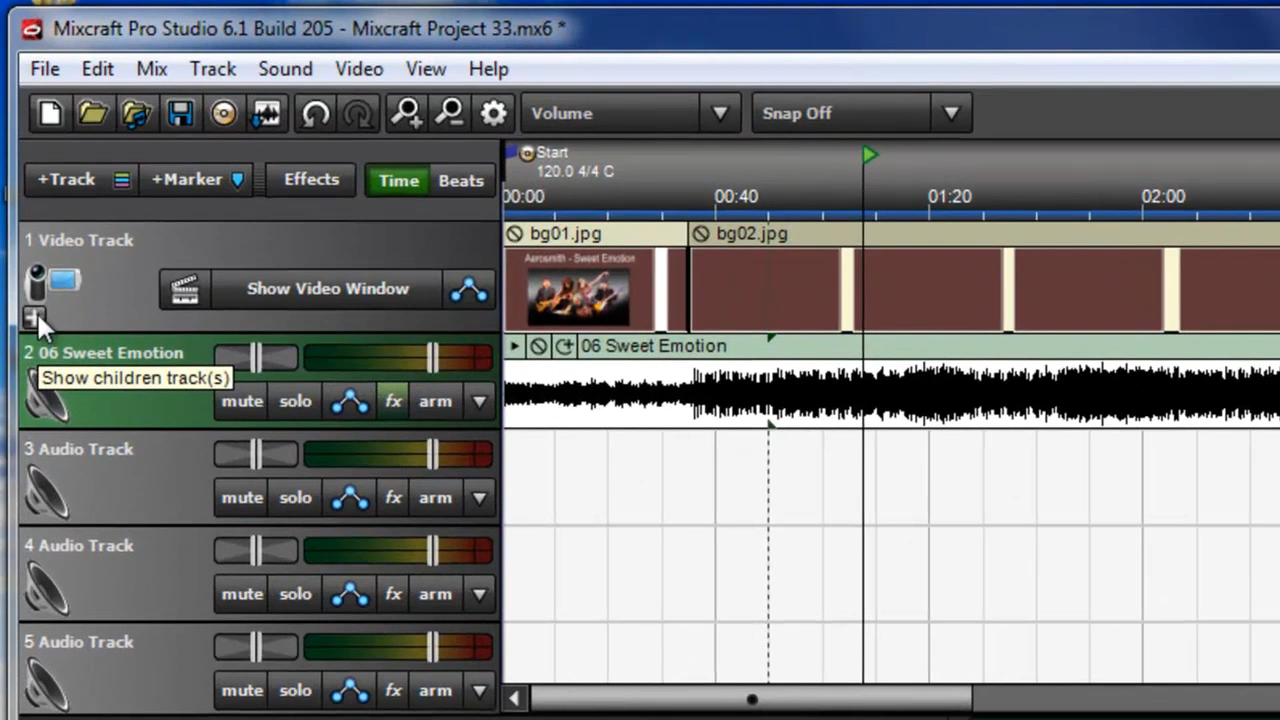 Mixcraft Pro Studio 6.1 Build 205 - Mixcraft Project 33.mx6 *
File Edit Mix Track Sound Video View Help
Volume Snap Off
+Track +Marker Effects Time Beats
Start
120.0 4/4 C
00:00 00:40 01:20 02:00
1 Video Track
bg01.jpg bg02.jpg
Aerosmith - Sweet Emotion
Show Video Window
2 06 Sweet Emotion
06 Sweet Emotion
Show children track(s)
mute solo fx arm
3 Audio Track
mute solo fx arm
4 Audio Track
mute solo fx arm
5 Audio Track
mute solo fx arm